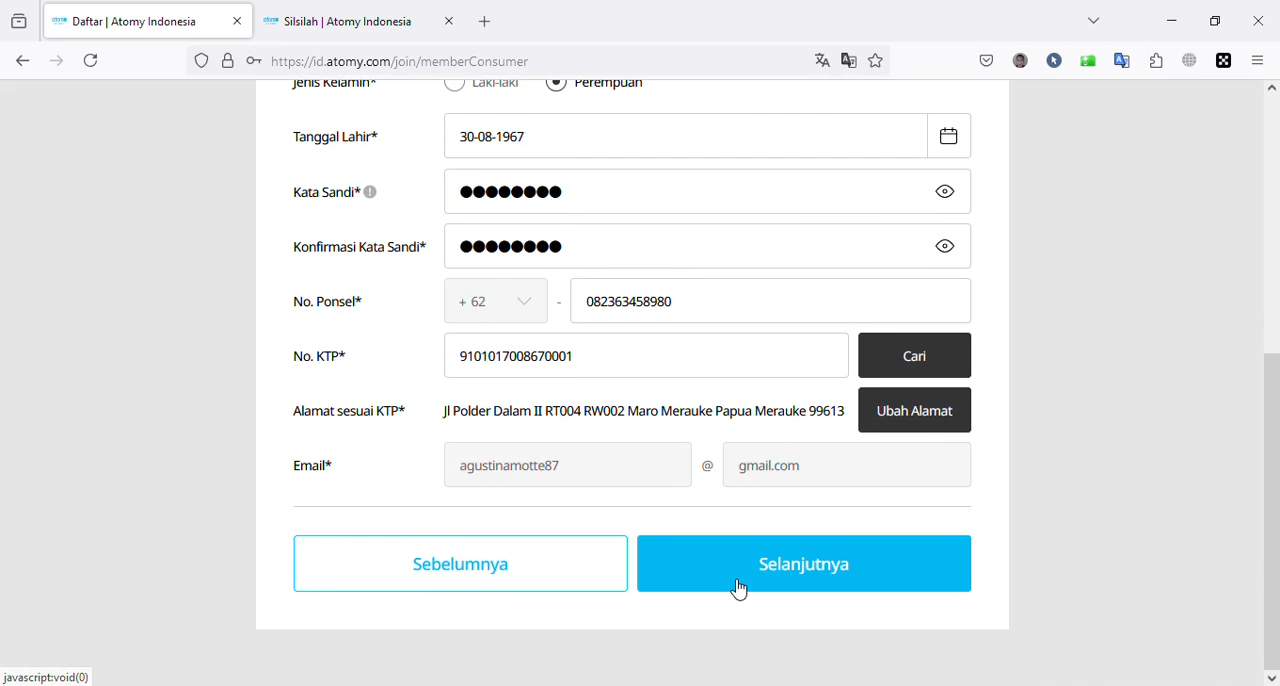 Daftar | Atomy Indonesia
Silsilah | Atomy Indonesia
https://id.atomy.com/join/memberConsumer
Jenis Kelamin* Laki-laki Perempuan
Tanggal Lahir* 30-08-1967
Kata Sandi*
Konfirmasi Kata Sandi*
No. Ponsel* + 62 - 082363458980
No. KTP* 9101017008670001 Cari
Alamat sesuai KTP* Jl Polder Dalam II RT004 RW002 Maro Merauke Papua Merauke 99613 Ubah Alamat
Email* agustinamotte87 @ gmail.com
Sebelumnya Selanjutnya
javascript:void(0)